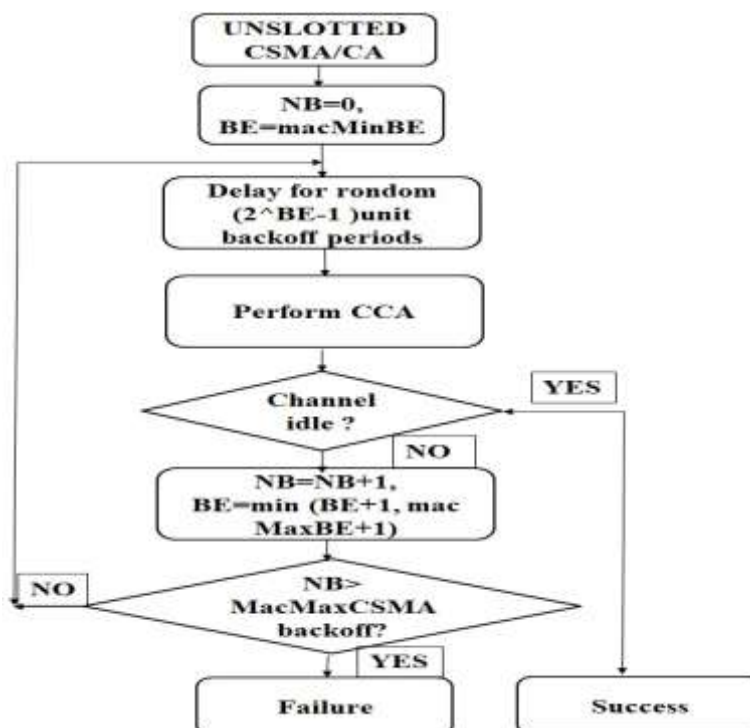 UNSLOTTED
CSMA/CA
NB=0,
BE=macMinBE
Delay for rondom
(2^BE-1 )unit
backoff periods
Perform CCA
Channel
idle ?
YES
NO
NB=NB+1,
BE=min (BE+1, mac
MaxBE+1)
NO
NB>
MacMaxCSMA
backoff?
YES
Failure
Success